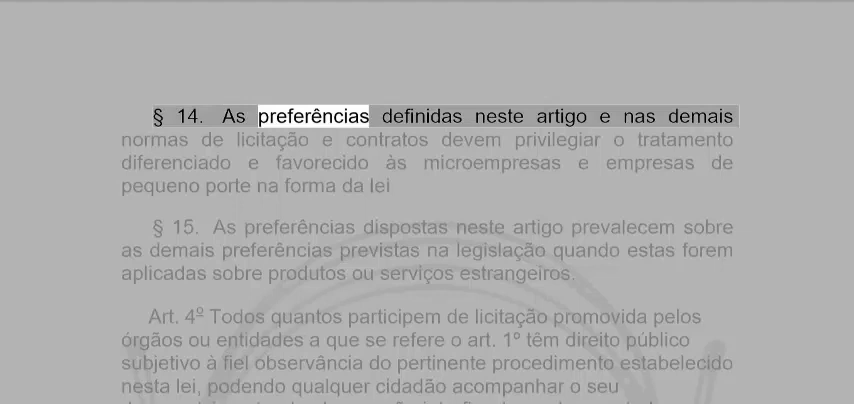 § 14. As preferências definidas neste artigo e nas demais
normas de licitação e contratos devem privilegiar o tratamento
diferenciado e favorecido às microempresas e empresas de
pequeno porte na forma da lei
§ 15. As preferências dispostas neste artigo prevalecem sobre
as demais preferências previstas na legislação quando estas forem
aplicadas sobre produtos ou serviços estrangeiros.
Art. 4º Todos quantos participem de licitação promovida pelos
órgãos ou entidades a que se refere o art. 1º têm direito público
subjetivo à fiel observância do pertinente procedimento estabelecido
nesta lei, podendo qualquer cidadão acompanhar o seu